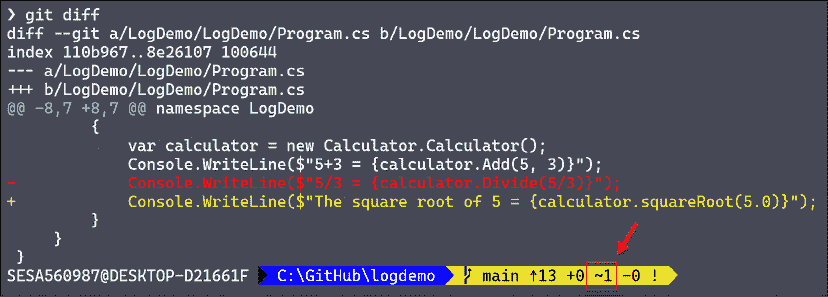 ❯ git diff
diff --git a/LogDemo/LogDemo/Program.cs b/LogDemo/LogDemo/Program.cs
index 110b967..8e26107 100644
--- a/LogDemo/LogDemo/Program.cs
+++ b/LogDemo/LogDemo/Program.cs
@@ -8,7 +8,7 @@ namespace LogDemo
        {
            var calculator = new Calculator.Calculator();
            Console.WriteLine($"5+3 = {calculator.Add(5, 3)}");
-            Console.WriteLine($"5/3 = {calculator.Divide(5/3)}");
+            Console.WriteLine($"The square root of 5 = {calculator.squareRoot(5.0)}");
        }
    }
 }
SESA560987@DESKTOP-D21661F C:\GitHub\logdemo main ↑13 +0 ~1 -0 !